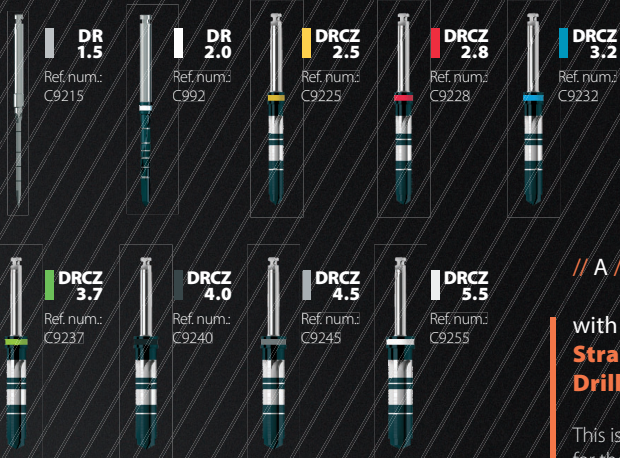 DR
1.5
Ref. num.:
C9215
DR
2.0
Ref. num.:
C992
DRCZ
2.5
Ref. num.:
C9225
DRCZ
2.8
Ref. num.:
C9228
DRCZ
3.2
Ref. num.:
C9232
DRCZ
3.7
Ref. num.:
C9237
DRCZ
4.0
Ref. num.:
C9240
DRCZ
4.5
Ref. num.:
C9245
DRCZ
5.5
Ref. num.:
C9255
// A /
with
This is